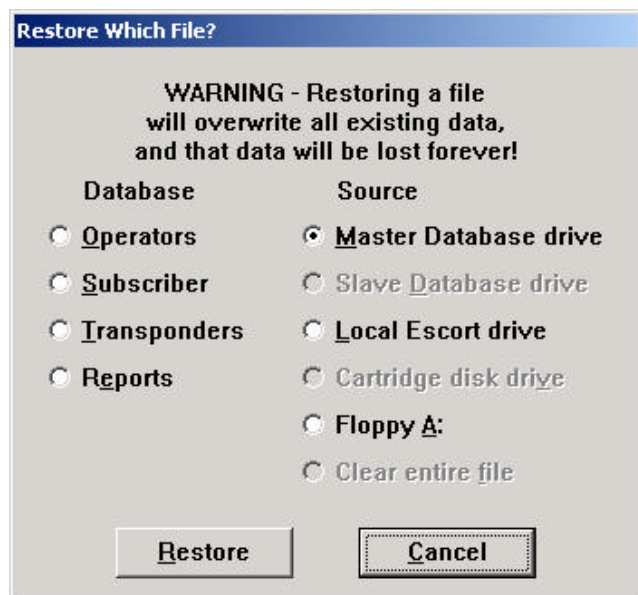 Restore Which File?
WARNING - Restoring a file
will overwrite all existing data,
and that data will be lost forever!
Database
Source
Operators
Master Database drive
Subscriber
Slave Database drive
Transponders
Local Escort drive
Reports
Cartridge disk drive
Floppy A:
Clear entire file
Restore
Cancel